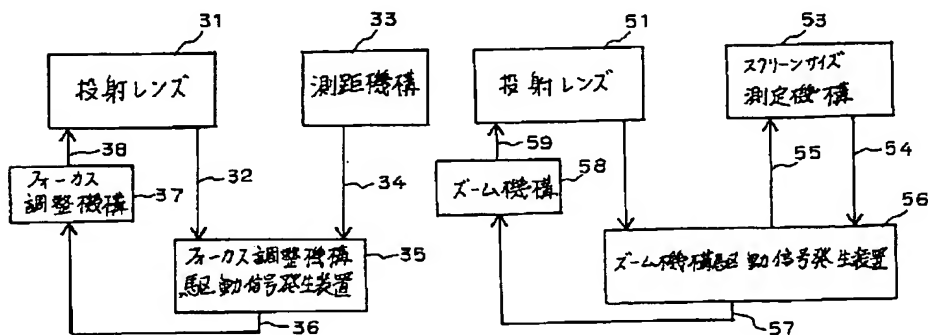 31
投射レンズ
33
測距機構
38
フォーカス
調整機構
37
32
34
フォーカス調整機構
駆動信号発生装置
35
36
51
投射レンズ
53
スクリーンサイズ
測定機構
59
ズーム機構
58
55
54
56
ズーム機構駆動信号発生装置
57